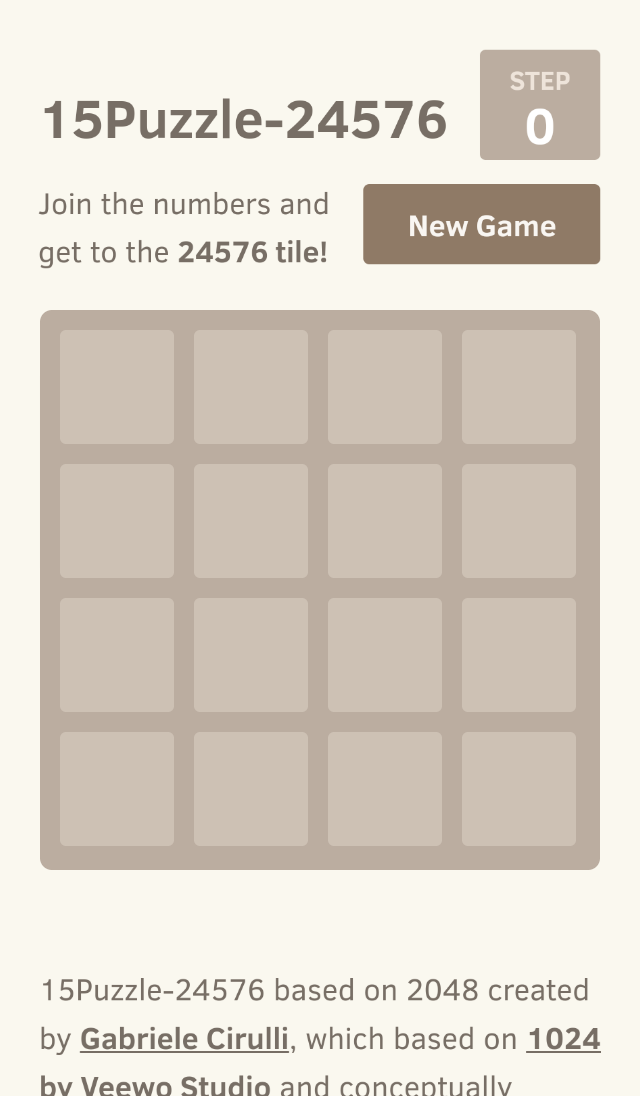 15Puzzle-24576
STEP
0
Join the numbers and
get to the 24576 tile!
New Game
15Puzzle-24576 based on 2048 created
by Gabriele Cirulli, which based on 1024
by Veewo Studio and conceptually